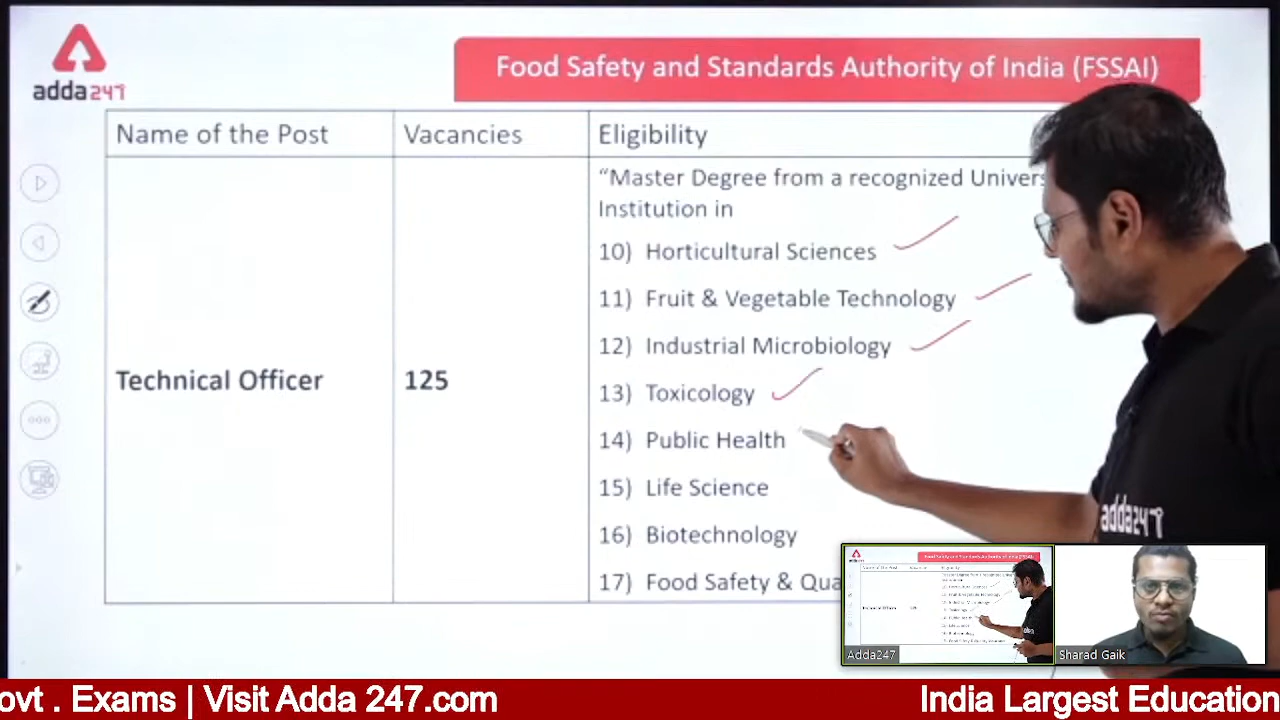 adda247
Food Safety and Standards Authority of India (FSSAI)
Name of the Post
Vacancies
Eligibility
Technical Officer
125
“Master Degree from a recognized Univers
Institution in
10) Horticultural Sciences
11) Fruit & Vegetable Technology
12) Industrial Microbiology
13) Toxicology
14) Public Health
15) Life Science
16) Biotechnology
17) Food Safety & Qua
adda247
Adda247
Sharad Gaik
ovt . Exams | Visit Adda 247.com
India Largest Education